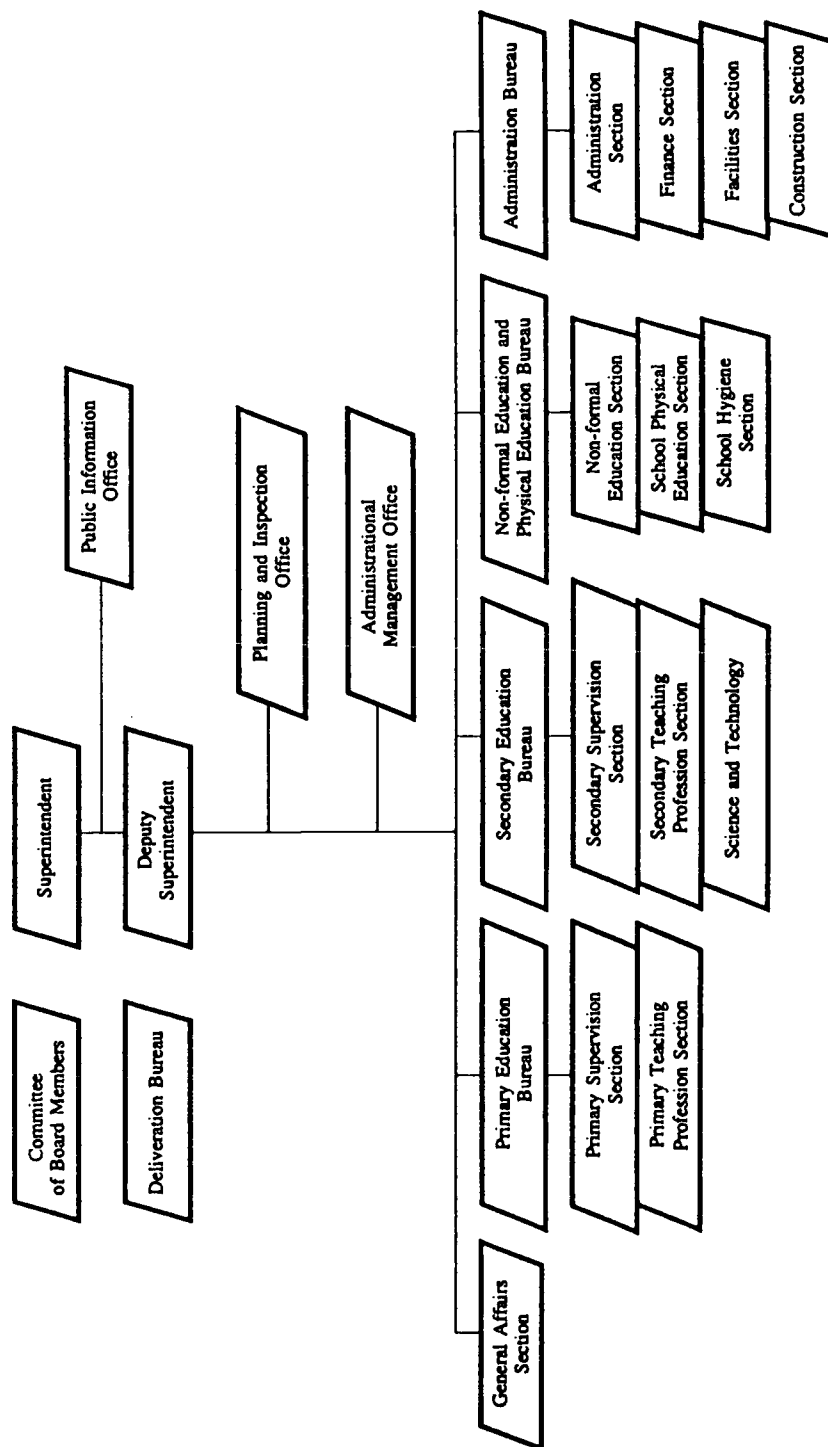 Committee
of Board Members
Superintendent
Public Information
Office
Deliveration Bureau
Deputy
Superintendent
Planning and Inspection
Office
Administrational
Management Office
General Affairs
Section
Primary Education
Bureau
Secondary Education
Bureau
Non-formal Education and
Physical Education Bureau
Administration Bureau
Primary Supervision
Section
Primary Teaching
Profession Section
Secondary Supervision
Section
Secondary Teaching
Profession Section
Science and Technology
Non-formal
Education Section
School Physical
Education Section
School Hygiene
Section
Administration
Section
Finance Section
Facilities Section
Construction Section